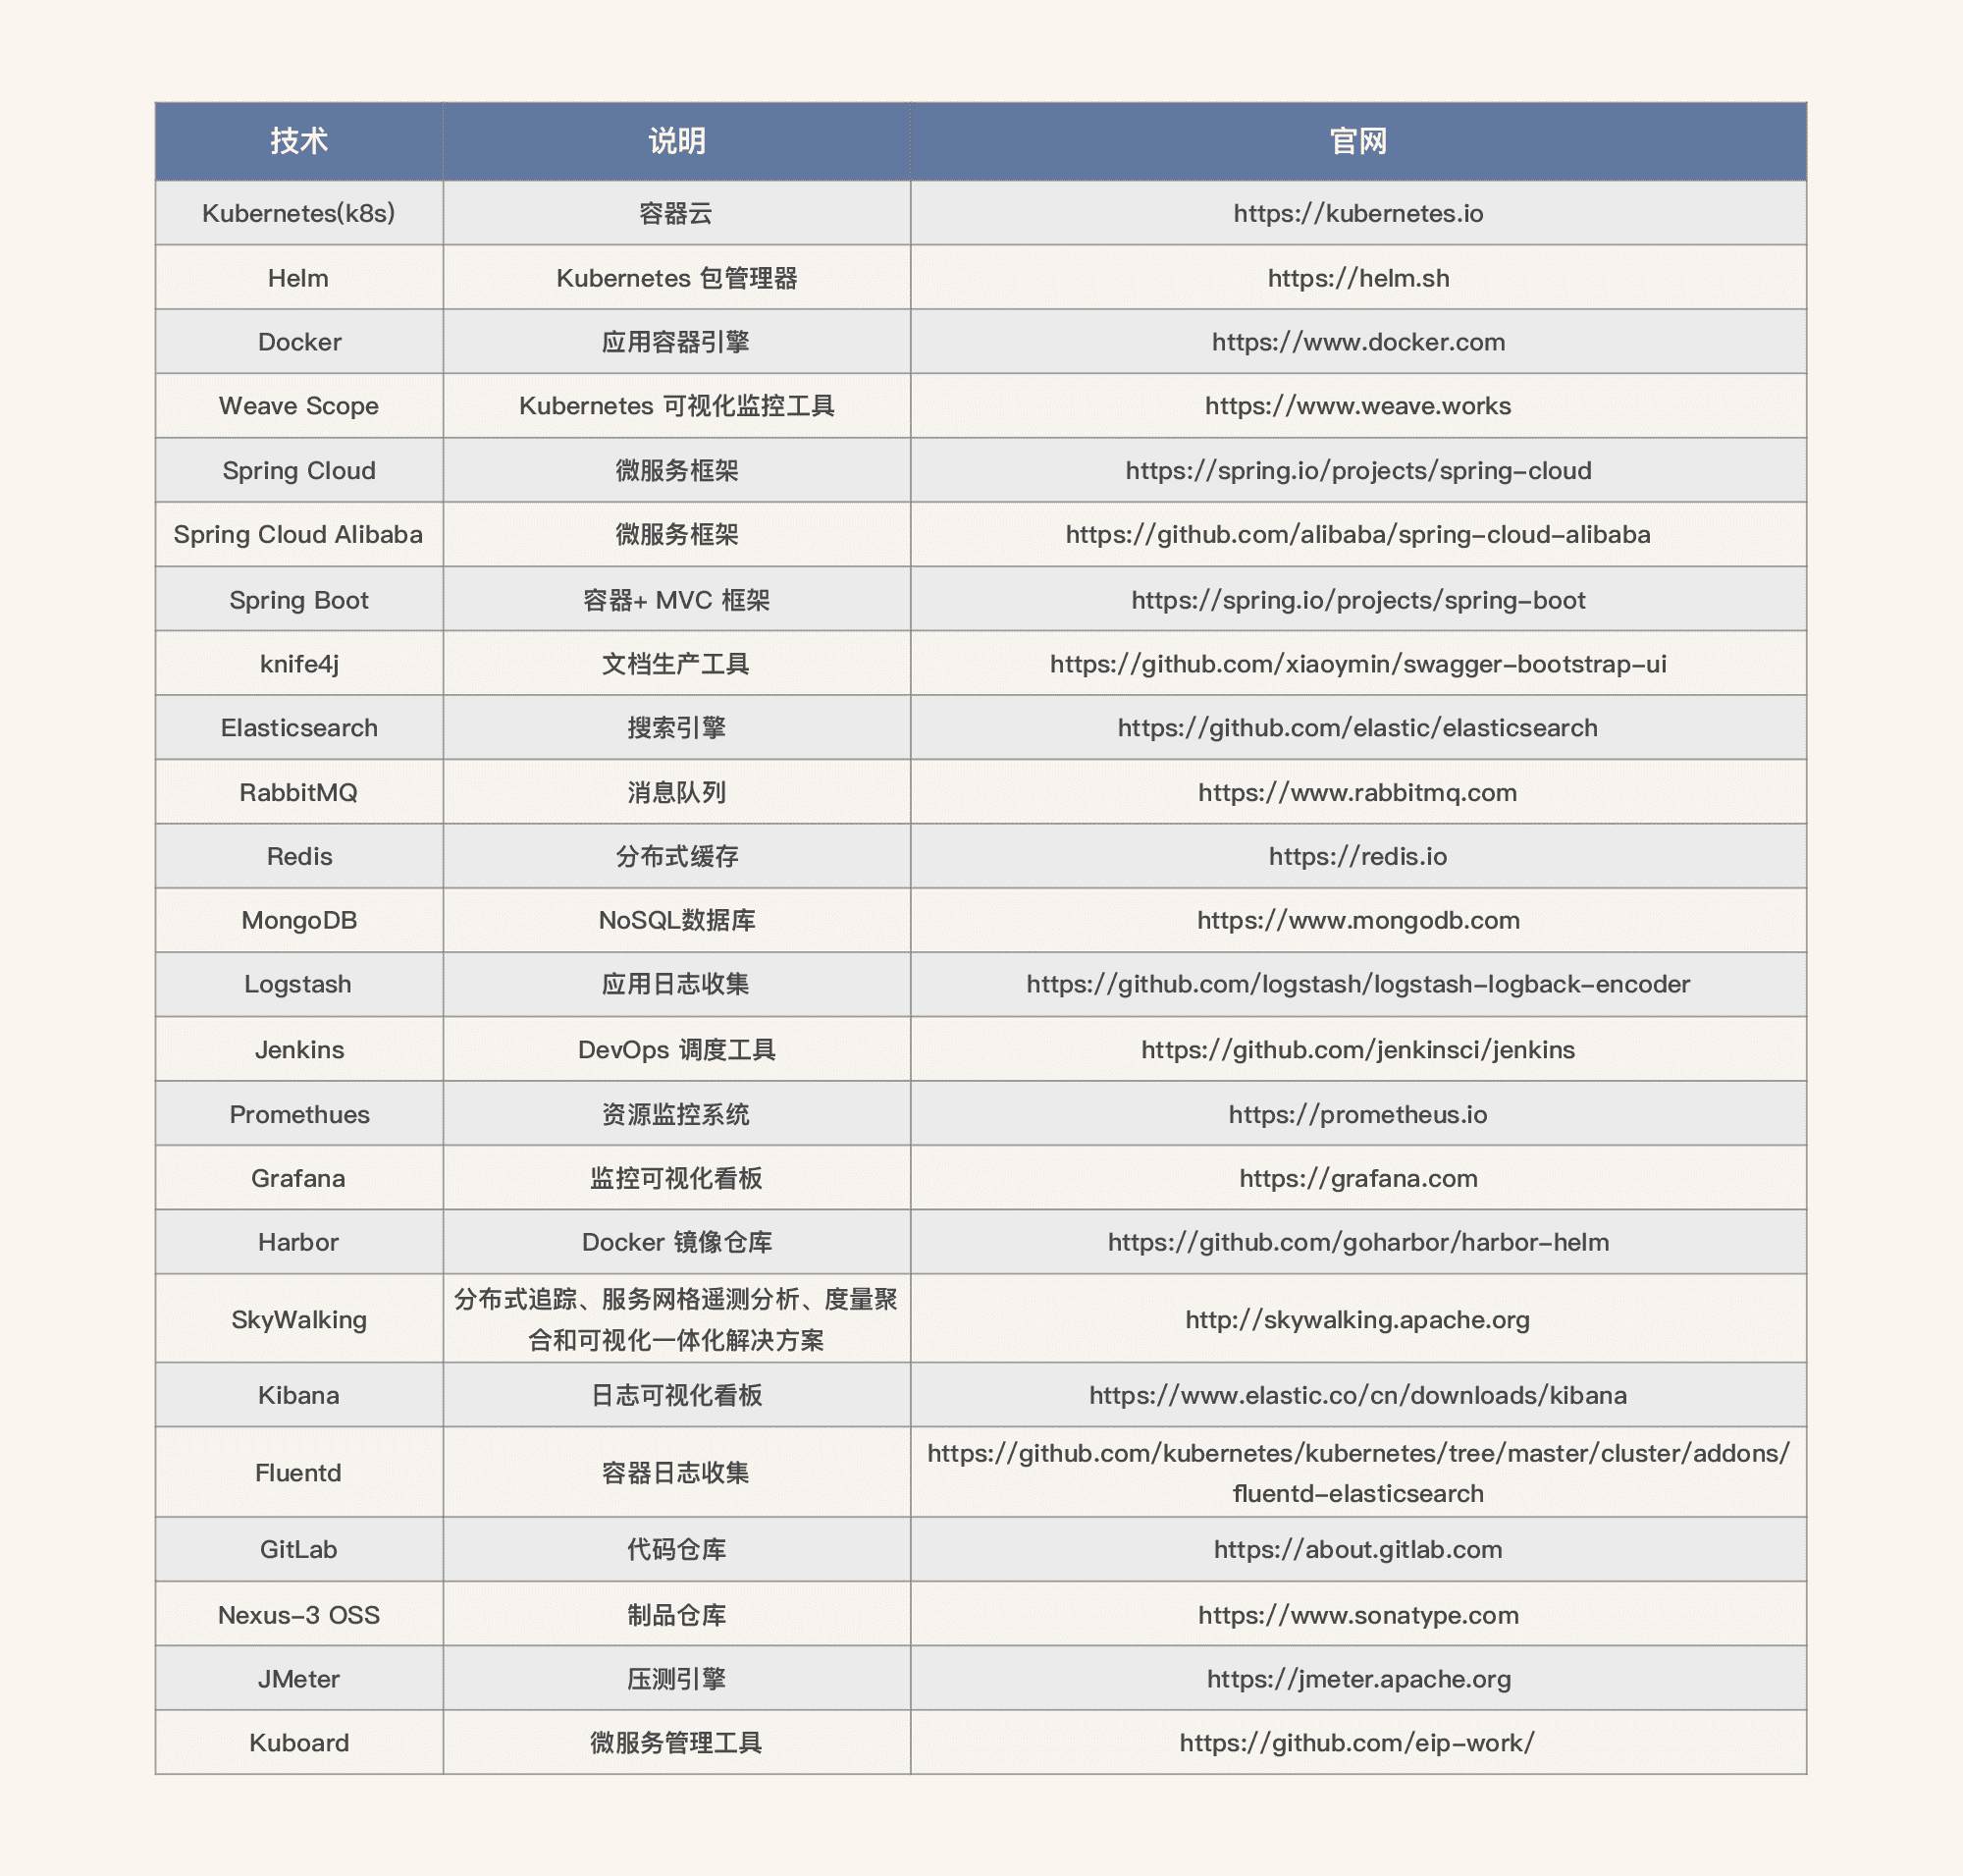 技术 说明 官网
Kubernetes(k8s) 容器云 https://kubernetes.io
Helm Kubernetes 包管理器 https://helm.sh
Docker 应用容器引擎 https://www.docker.com
Weave Scope Kubernetes 可视化监控工具 https://www.weave.works
Spring Cloud 微服务框架 https://spring.io/projects/spring-cloud
Spring Cloud Alibaba 微服务框架 https://github.com/alibaba/spring-cloud-alibaba
Spring Boot 容器+ MVC 框架 https://spring.io/projects/spring-boot
knife4j 文档生产工具 https://github.com/xiaoymin/swagger-bootstrap-ui
Elasticsearch 搜索引擎 https://github.com/elastic/elasticsearch
RabbitMQ 消息队列 https://www.rabbitmq.com
Redis 分布式缓存 https://redis.io
MongoDB NoSQL数据库 https://www.mongodb.com
Logstash 应用日志收集 https://github.com/logstash/logstash-logback-encoder
Jenkins DevOps 调度工具 https://github.com/jenkinsci/jenkins
Promethues 资源监控系统 https://prometheus.io
Grafana 监控可视化看板 https://grafana.com
Harbor Docker 镜像仓库 https://github.com/goharbor/harbor-helm
SkyWalking 分布式追踪、服务网格遥测分析、度量聚
合和可视化一体化解决方案 http://skywalking.apache.org
Kibana 日志可视化看板 https://www.elastic.co/cn/downloads/kibana
Fluentd 容器日志收集 https://github.com/kubernetes/kubernetes/tree/master/cluster/addons/
fluentd-elasticsearch
GitLab 代码仓库 https://about.gitlab.com
Nexus-3 OSS 制品仓库 https://www.sonatype.com
JMeter 压测引擎 https://jmeter.apache.org
Kuboard 微服务管理工具 https://github.com/eip-work/